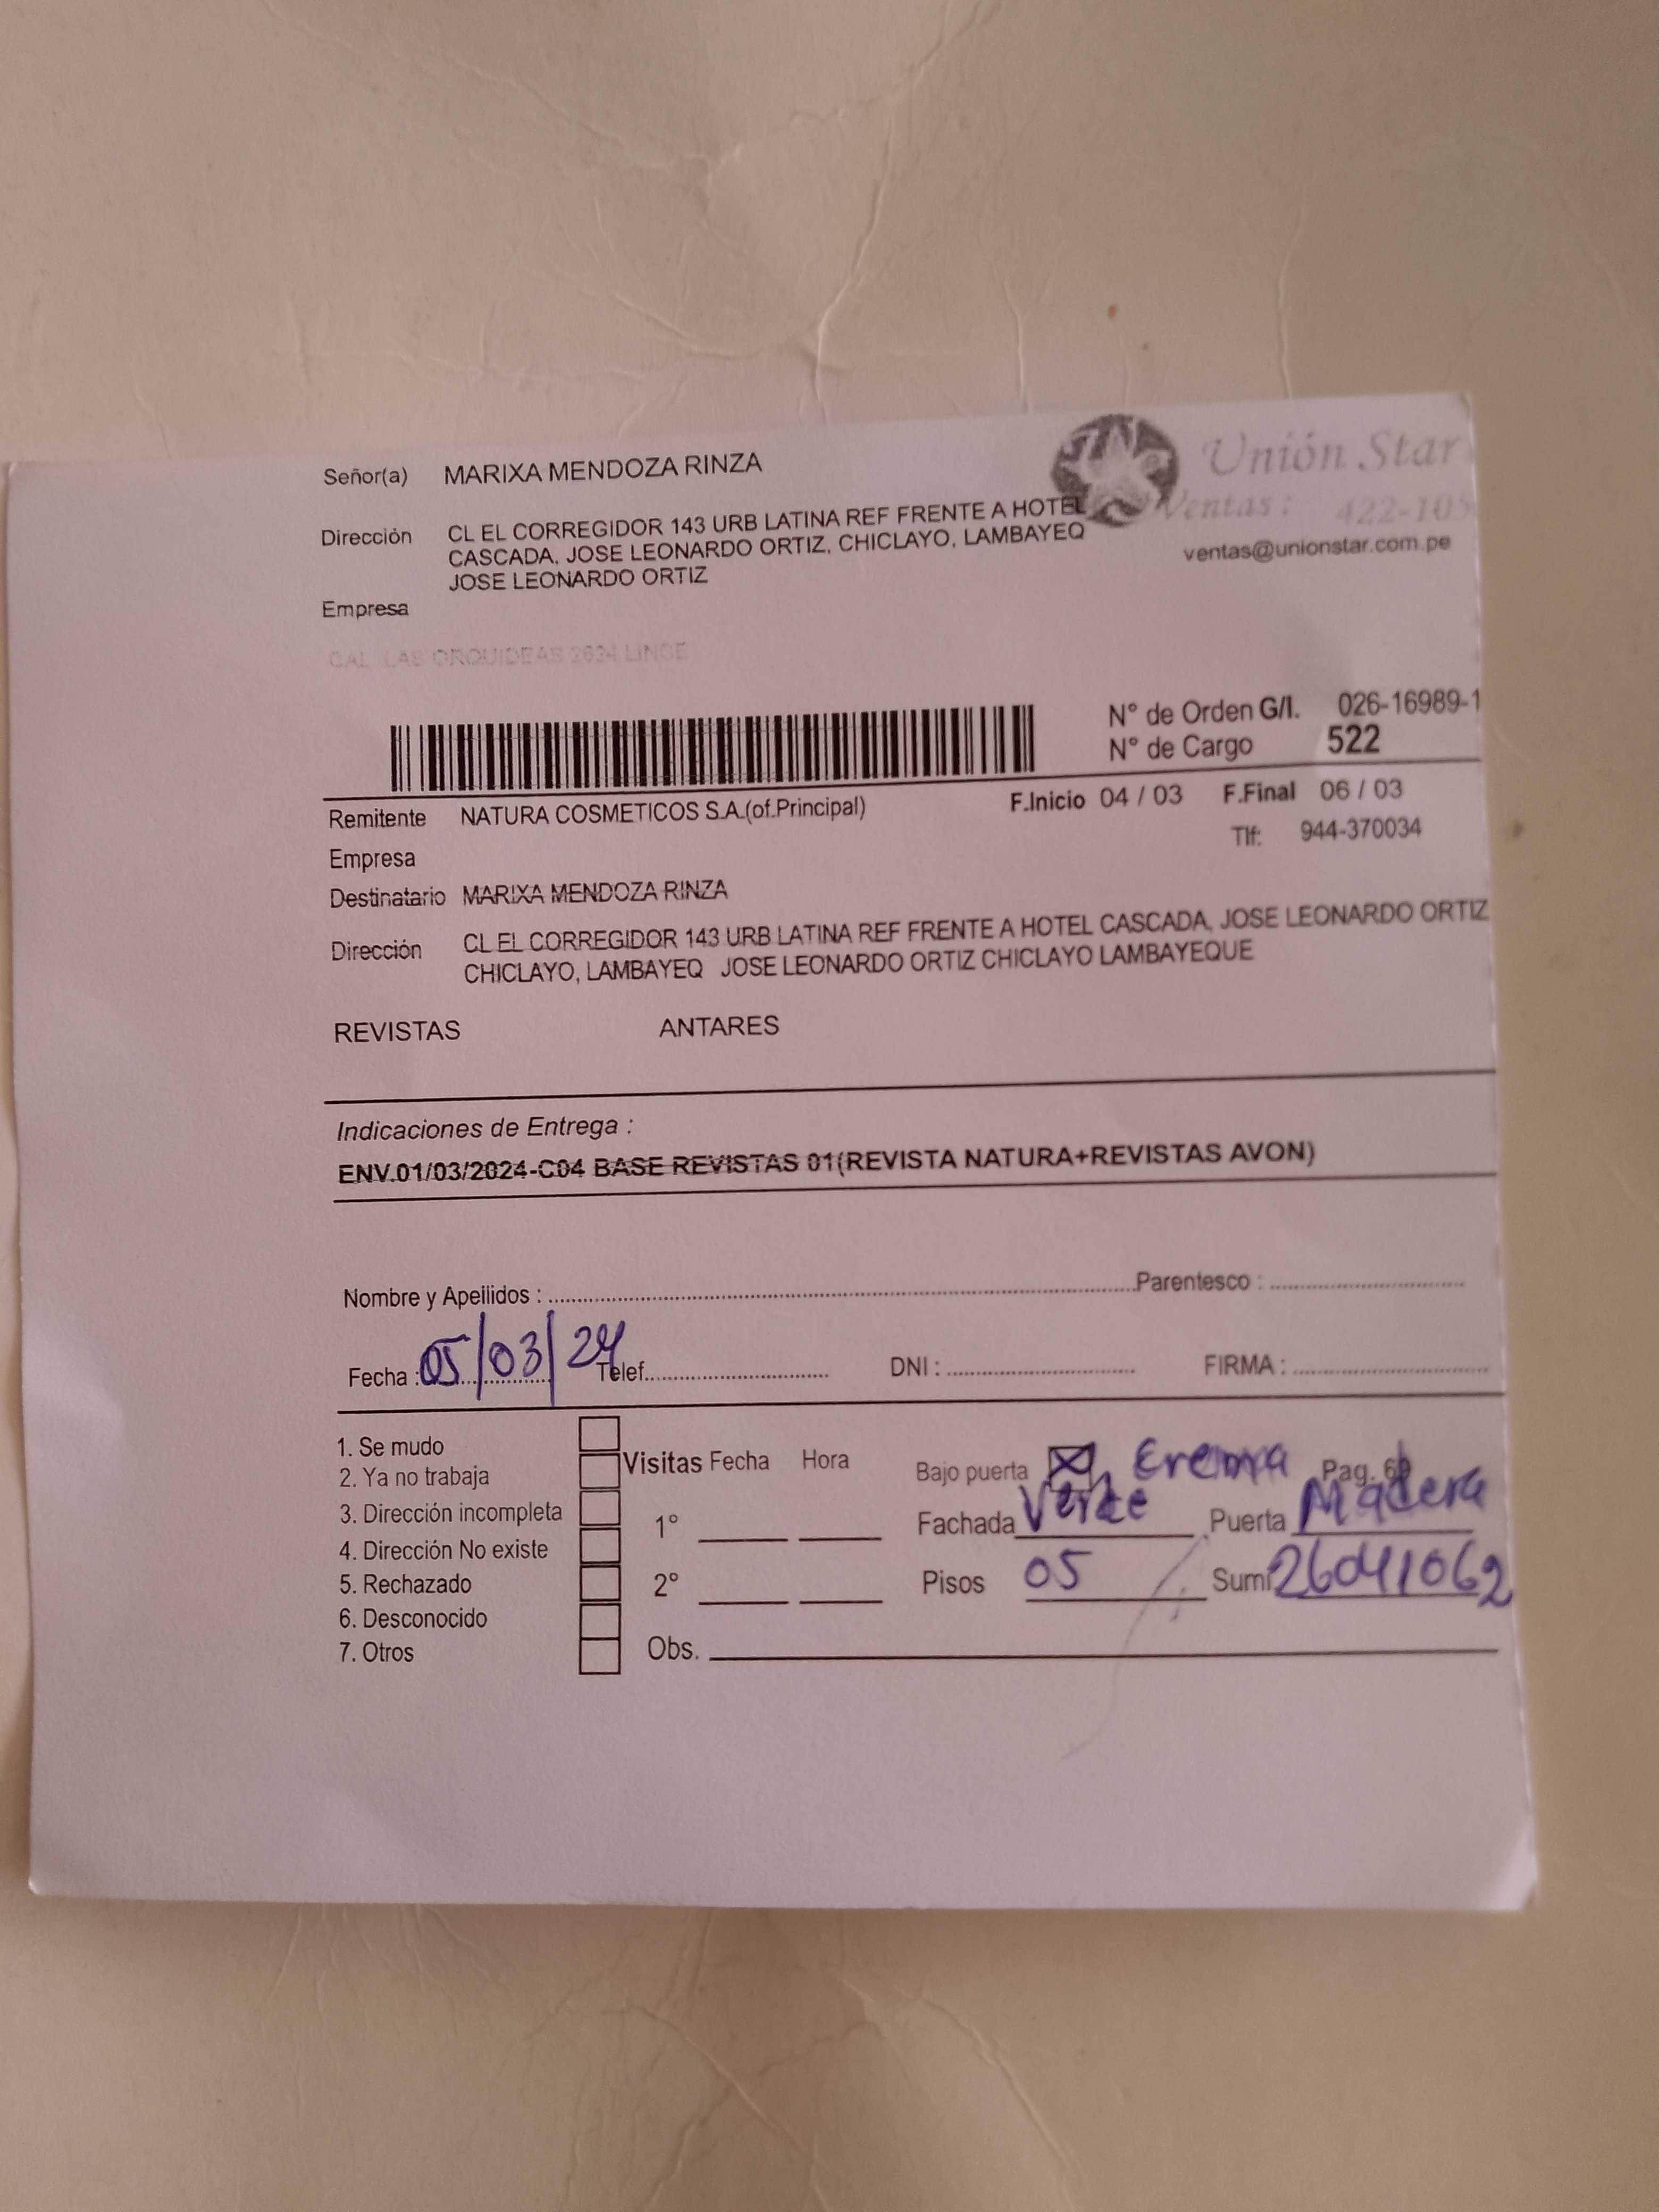 Señor(a) MARIXA MENDOZA RINZA
Unión Star
Ventas: 422-105
ventas@unionstar.com.pe
Dirección CL EL CORREGIDOR 143 URB LATINA REF FRENTE A HOTEL
CASCADA, JOSE LEONARDO ORTIZ, CHICLAYO, LAMBAYEQ
JOSE LEONARDO ORTIZ
Empresa
CAL LAS ORQUIDEAS 2624 LINCE
N° de Orden G/I. 026-16989-1
N° de Cargo 522
Remitente NATURA COSMETICOS S.A.(of.Principal) F.Inicio 04 / 03 F.Final 06 / 03
Tlf: 944-370034
Empresa
Destinatario MARIXA MENDOZA RINZA
Dirección CL EL CORREGIDOR 143 URB LATINA REF FRENTE A HOTEL CASCADA, JOSE LEONARDO ORTIZ
CHICLAYO, LAMBAYEQ JOSE LEONARDO ORTIZ CHICLAYO LAMBAYEQUE
REVISTAS ANTARES
Indicaciones de Entrega :
ENV.01/03/2024-C04 BASE REVISTAS 01(REVISTA NATURA+REVISTAS AVON)
Nombre y Apellidos : Parentesco :
Fecha : 05/03/24 Telef. DNI : FIRMA :
1. Se mudo
2. Ya no trabaja
3. Dirección incompleta
4. Dirección No existe
5. Rechazado
6. Desconocido
7. Otros
Visitas Fecha Hora
1°
2°
Bajo puerta Crema Pag.
Fachada Verde Puerta Madera
Pisos 05 Sumi 26041062
Obs.